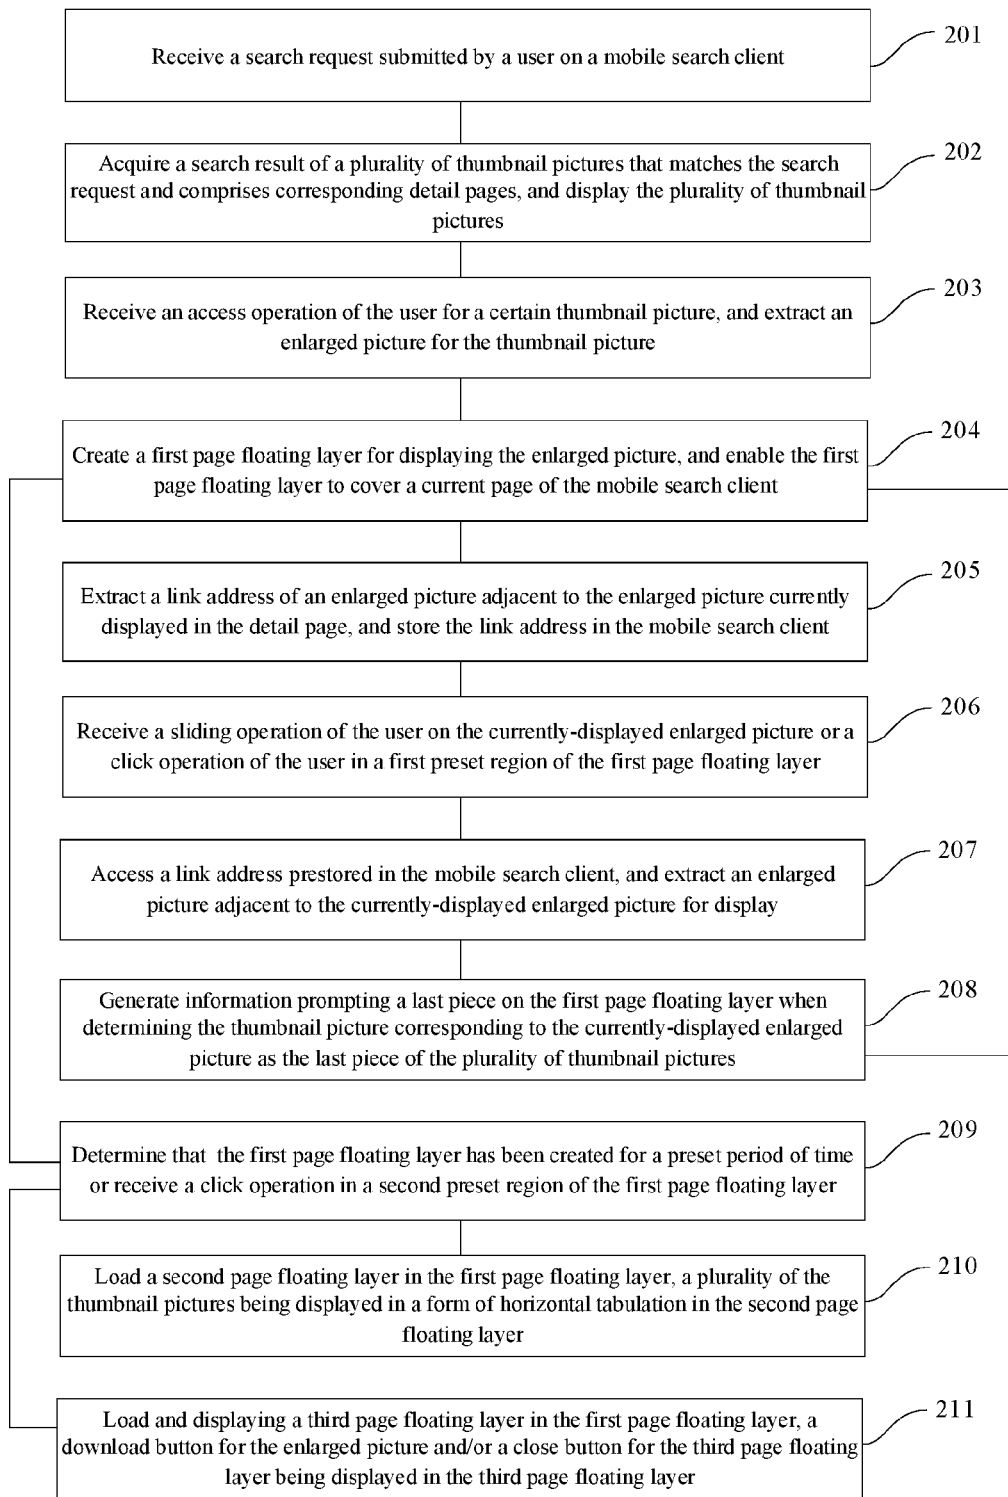 201
Receive a search request submitted by a user on a mobile search client
202
Acquire a search result of a plurality of thumbnail pictures that matches the search
request and comprises corresponding detail pages, and display the plurality of thumbnail
pictures
203
Receive an access operation of the user for a certain thumbnail picture, and extract an
enlarged picture for the thumbnail picture
204
Create a first page floating layer for displaying the enlarged picture, and enable the first
page floating layer to cover a current page of the mobile search client
205
Extract a link address of an enlarged picture adjacent to the enlarged picture currently
displayed in the detail page, and store the link address in the mobile search client
206
Receive a sliding operation of the user on the currently-displayed enlarged picture or a
click operation of the user in a first preset region of the first page floating layer
207
Access a link address prestored in the mobile search client, and extract an enlarged
picture adjacent to the currently-displayed enlarged picture for display
208
Generate information prompting a last piece on the first page floating layer when
determining the thumbnail picture corresponding to the currently-displayed enlarged
picture as the last piece of the plurality of thumbnail pictures
209
Determine that the first page floating layer has been created for a preset period of time
or receive a click operation in a second preset region of the first page floating layer
210
Load a second page floating layer in the first page floating layer, a plurality of the
thumbnail pictures being displayed in a form of horizontal tabulation in the second page
floating layer
211
Load and displaying a third page floating layer in the first page floating layer, a
download button for the enlarged picture and/or a close button for the third page floating
layer being displayed in the third page floating layer